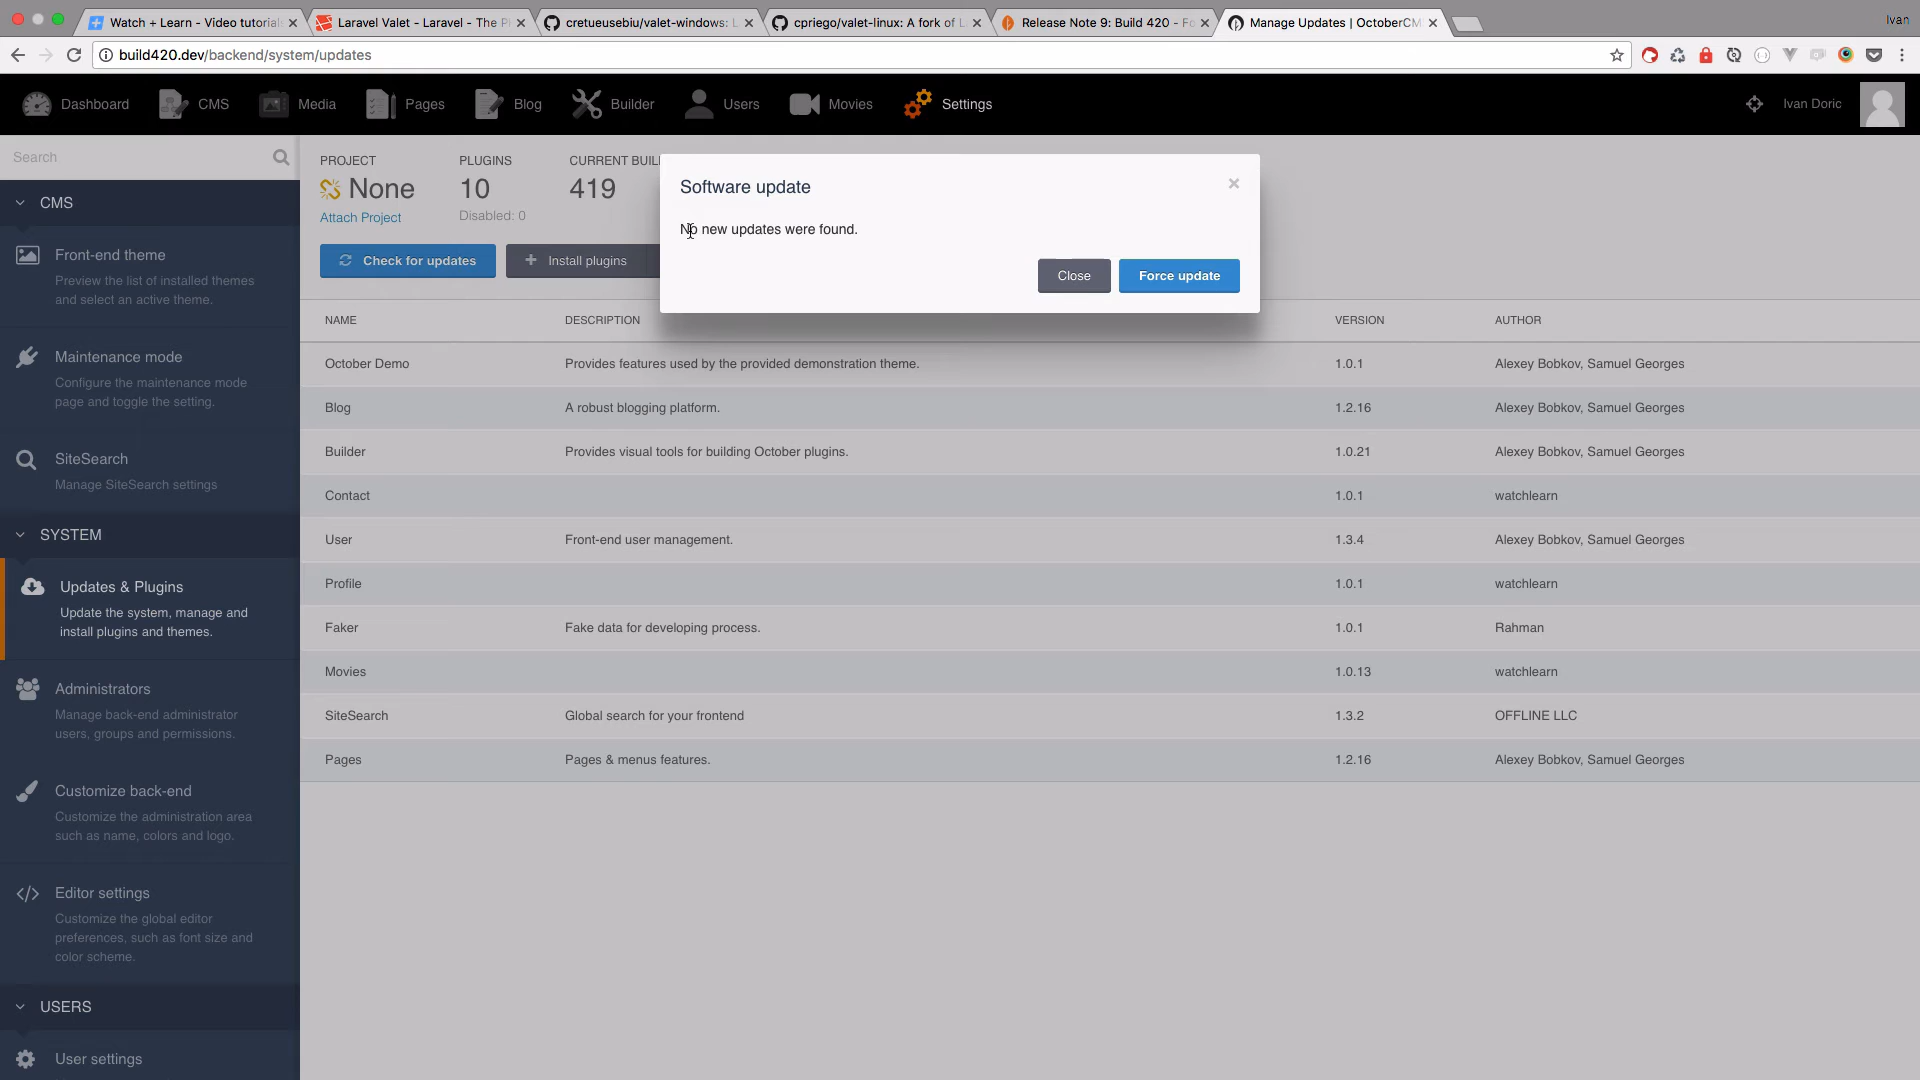 Watch + Learn - Video tutorial
Laravel Valet - Laravel - The P
cretueusebiu/valet-windows: L
cpriego/valet-linux: A fork of L
Release Note 9: Build 420 - Fo
Manage Updates | OctoberCM
Ivan
build420.dev/backend/system/updates
Dashboard
CMS
Media
Pages
Blog
Builder
Users
Movies
Settings
Ivan Doric
Search
CMS
Front-end theme
Preview the list of installed themes
and select an active theme.
Maintenance mode
Configure the maintenance mode
page and toggle the setting.
SiteSearch
Manage SiteSearch settings
SYSTEM
Updates & Plugins
Update the system, manage and
install plugins and themes.
Administrators
Manage back-end administrator
users, groups and permissions.
Customize back-end
Customize the administration area
such as name, colors and logo.
Editor settings
Customize the global editor
preferences, such as font size and
color scheme.
USERS
User settings
PROJECT
None
Attach Project
PLUGINS
10
Disabled: 0
CURRENT BUIL
419
Check for updates
Install plugins
Software update
×
No new updates were found.
Close
Force update
NAME DESCRIPTION VERSION AUTHOR
October Demo Provides features used by the provided demonstration theme. 1.0.1 Alexey Bobkov, Samuel Georges
Blog A robust blogging platform. 1.2.16 Alexey Bobkov, Samuel Georges
Builder Provides visual tools for building October plugins. 1.0.21 Alexey Bobkov, Samuel Georges
Contact 1.0.1 watchlearn
User Front-end user management. 1.3.4 Alexey Bobkov, Samuel Georges
Profile 1.0.1 watchlearn
Faker Fake data for developing process. 1.0.1 Rahman
Movies 1.0.13 watchlearn
SiteSearch Global search for your frontend 1.3.2 OFFLINE LLC
Pages Pages & menus features. 1.2.16 Alexey Bobkov, Samuel Georges